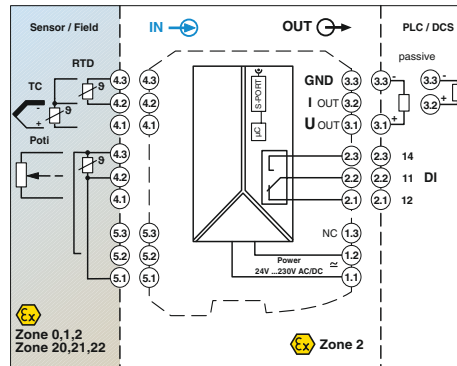 Sensor / Field
IN
OUT
PLC / DCS
RTD
TC
-
+
ϑ
ϑ
4.3
4.2
4.1
4.3
4.2
4.1
S-PORT
µC
GND
I OUT
U OUT
3.3
3.2
3.1
passive
3.3
3.1
-
+
3.3
3.2
-
+
Poti
ϑ
4.3
4.2
4.1
5.3
5.2
5.1
5.3
5.2
5.1
2.3
2.2
2.1
2.3
2.2
2.1
14
11 DI
12
NC
1.3
1.2
1.1
Power
24V ...230V AC/DC
≃
Ex
Zone 0,1,2
Zone 20,21,22
Ex
Zone 2